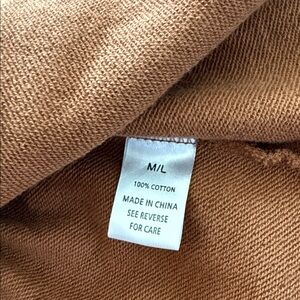 M/L
100% COTTON
MADE IN CHINA
SEE REVERSE
FOR CARE